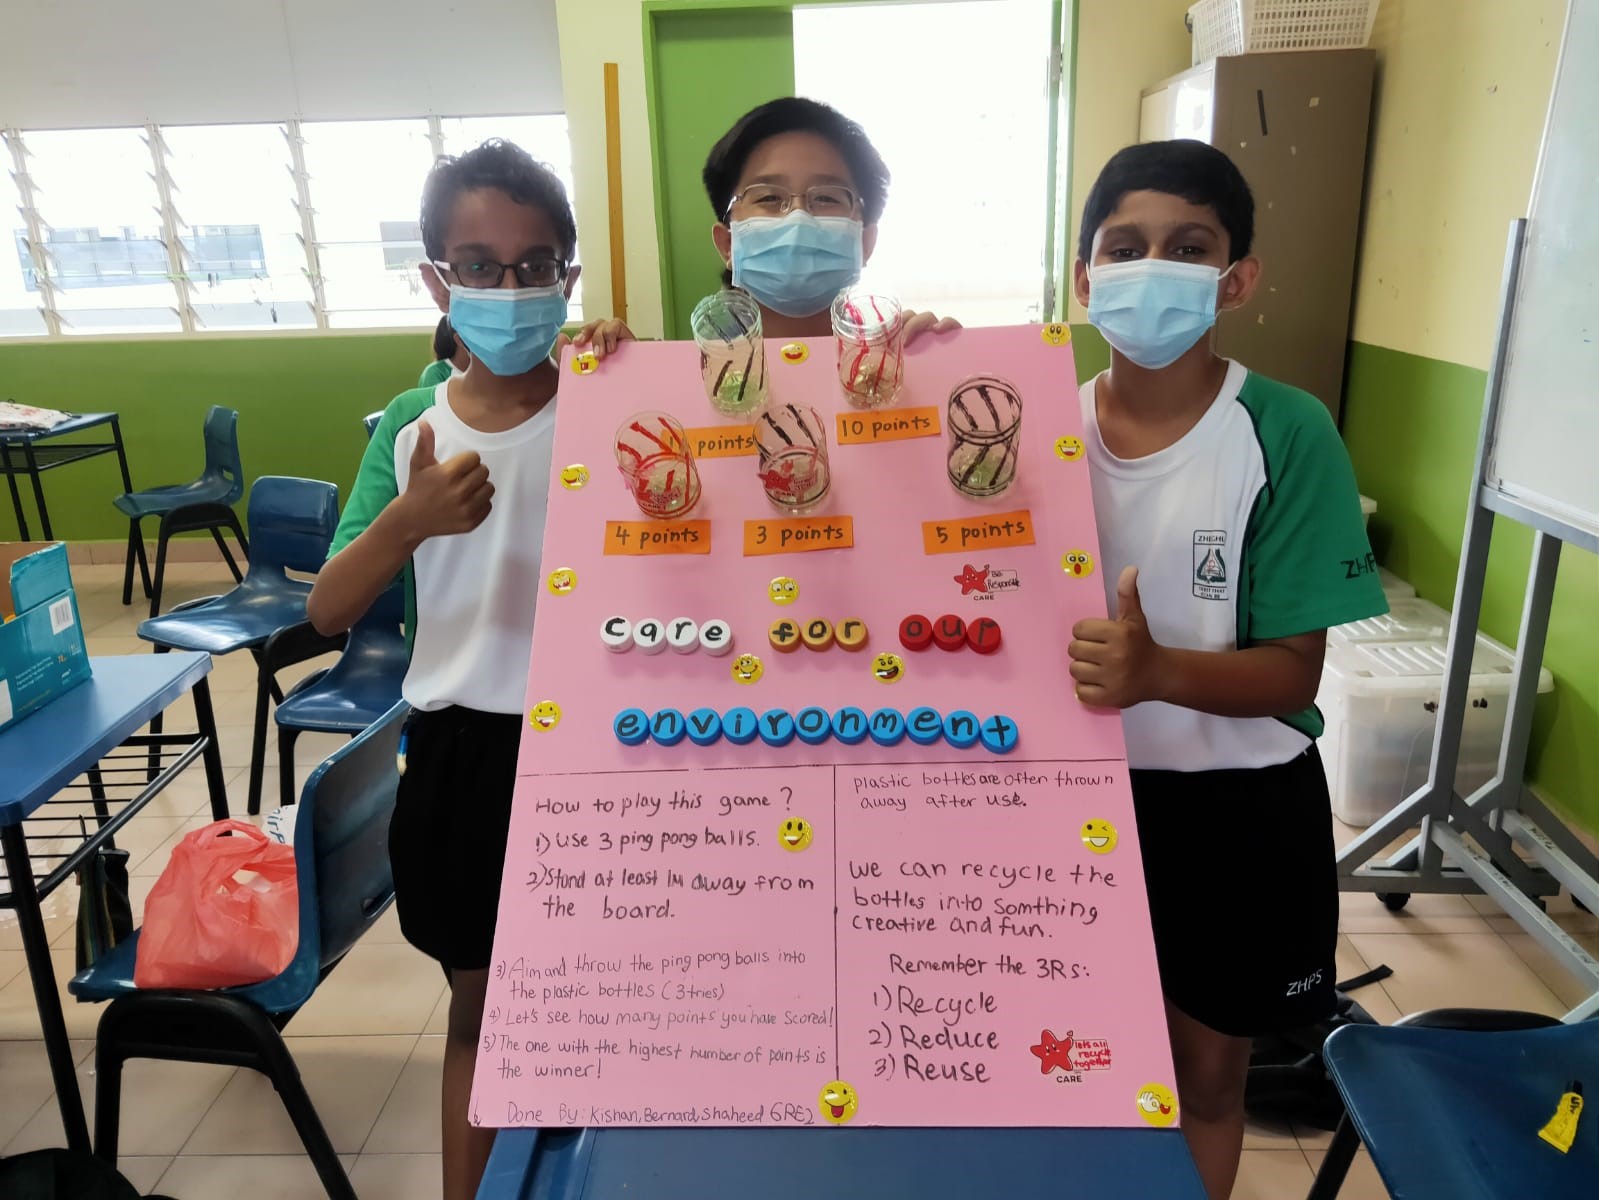 points
10 points
4 points
3 points
5 points
Be
Responsible
CARE
care for our
environment
How to play this game?
1) Use 3 ping pong balls.
2) Stand at least 1m away from
the board.
3) Aim and throw the ping pong balls into
the plastic bottles (3 tries)
4) Let's see how many points you have scored!
5) The one with the highest number of points is
the winner!
Done By: Kishan, Bernard, Shaheed 6RE2
plastic bottles are often thrown
away after use.
we can recycle the
bottles into somthing
creative and fun.
Remember the 3Rs:
1) Recycle
2) Reduce
3) Reuse
let's all
recycle
together
CARE
ZHENGHUA
ZHP
ZHPS